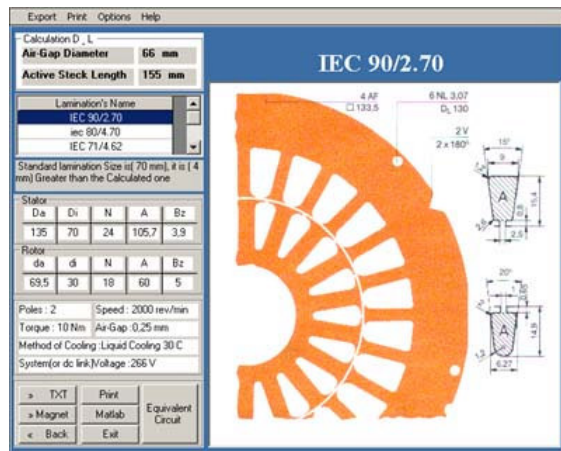 Export Print Options Help
Calculation D , L
Air-Gap Diameter 66 mm
Active Steck Length 155 mm
Lamination's Name
IEC 90/2.70
iec 80/4.70
IEC 71/4.62
Standard lamination Size is( 70 mm), it is ( 4
mm) Greater than the Calculated one
Stator
Da Di N A Bz
135 70 24 105,7 3,9
Rotor
da di N A Bz
69,5 30 18 60 5
Poles : 2 Speed : 2000 rev/min
Torque : 10 Nm Air-Gap :0,25 mm
Method of Cooling :Liquid Cooling 30 C
System(or dc link)Voltage :266 V
» TXT Print
» Magnet Matlab
Equivalent
Circuit
« Back Exit
IEC 90/2.70
4 AF 6 NL 3,07
□ 133,5 DL 130
2 V
2 x 180°
15°
9
A
0,8
15,4
2,5
20°
1
0,65
A
14,9
1,2
6.27